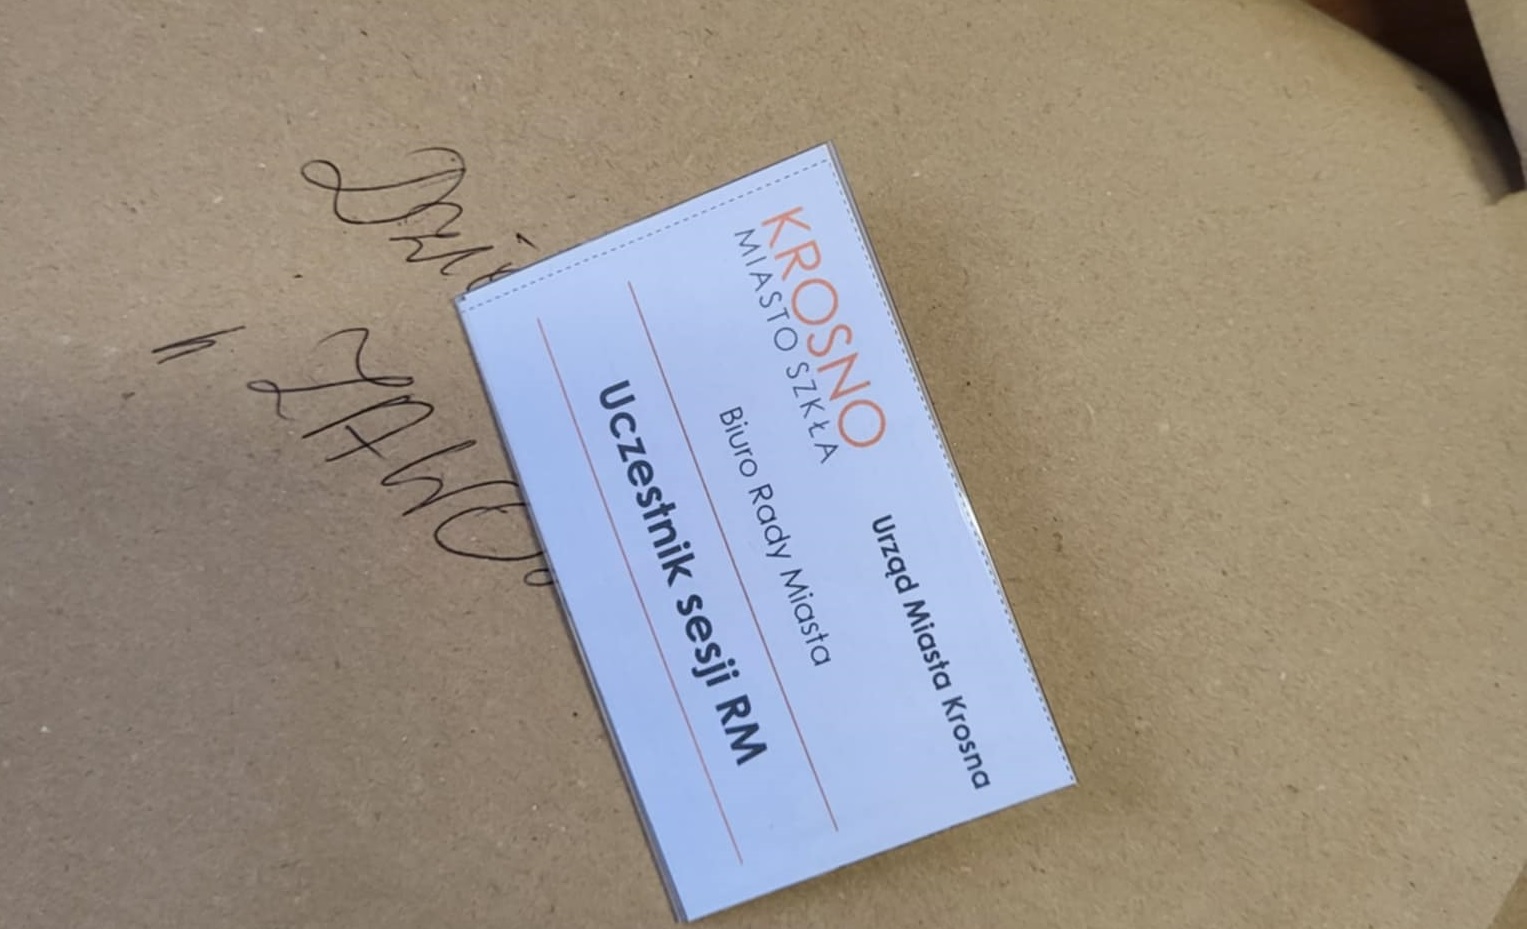 KROSNO
MIASTO SZKŁA
Urząd Miasta Krosna
Biuro Rady Miasta
Uczestnik sesji RM